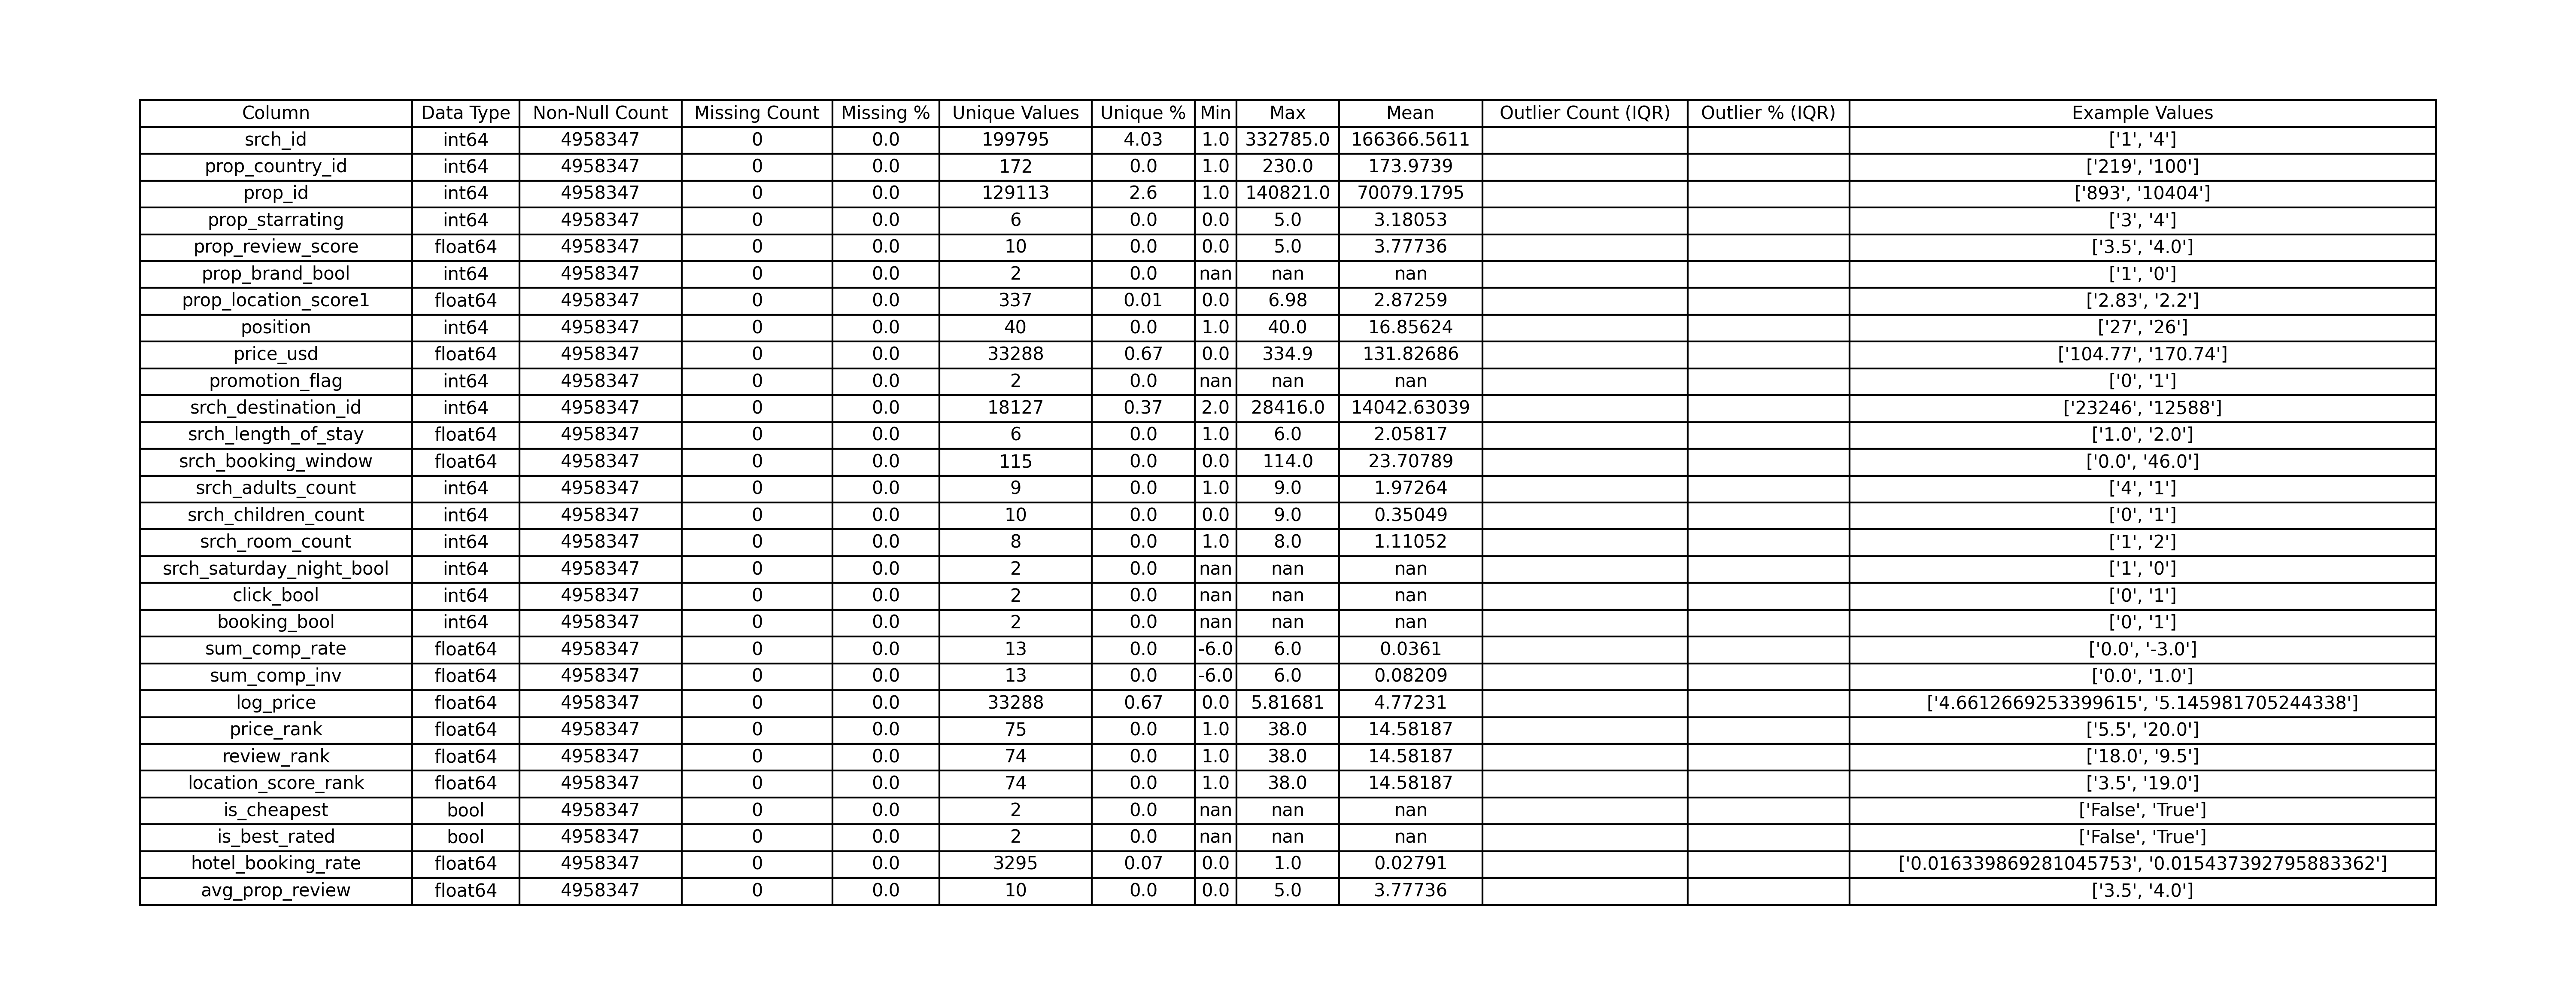 Column Data Type Non-Null Count Missing Count Missing % Unique Values Unique % Min Max Mean Outlier Count (IQR) Outlier % (IQR) Example Values
srch_id int64 4958347 0 0.0 199795 4.03 1.0 332785.0 166366.5611 ['1', '4']
prop_country_id int64 4958347 0 0.0 172 0.0 1.0 230.0 173.9739 ['219', '100']
prop_id int64 4958347 0 0.0 129113 2.6 1.0 140821.0 70079.1795 ['893', '10404']
prop_starrating int64 4958347 0 0.0 6 0.0 0.0 5.0 3.18053 ['3', '4']
prop_review_score float64 4958347 0 0.0 10 0.0 0.0 5.0 3.77736 ['3.5', '4.0']
prop_brand_bool int64 4958347 0 0.0 2 0.0 nan nan nan ['1', '0']
prop_location_score1 float64 4958347 0 0.0 337 0.01 0.0 6.98 2.87259 ['2.83', '2.2']
position int64 4958347 0 0.0 40 0.0 1.0 40.0 16.85624 ['27', '26']
price_usd float64 4958347 0 0.0 33288 0.67 0.0 334.9 131.82686 ['104.77', '170.74']
promotion_flag int64 4958347 0 0.0 2 0.0 nan nan nan ['0', '1']
srch_destination_id int64 4958347 0 0.0 18127 0.37 2.0 28416.0 14042.63039 ['23246', '12588']
srch_length_of_stay float64 4958347 0 0.0 6 0.0 1.0 6.0 2.05817 ['1.0', '2.0']
srch_booking_window float64 4958347 0 0.0 115 0.0 0.0 114.0 23.70789 ['0.0', '46.0']
srch_adults_count int64 4958347 0 0.0 9 0.0 1.0 9.0 1.97264 ['4', '1']
srch_children_count int64 4958347 0 0.0 10 0.0 0.0 9.0 0.35049 ['0', '1']
srch_room_count int64 4958347 0 0.0 8 0.0 1.0 8.0 1.11052 ['1', '2']
srch_saturday_night_bool int64 4958347 0 0.0 2 0.0 nan nan nan ['1', '0']
click_bool int64 4958347 0 0.0 2 0.0 nan nan nan ['0', '1']
booking_bool int64 4958347 0 0.0 2 0.0 nan nan nan ['0', '1']
sum_comp_rate float64 4958347 0 0.0 13 0.0 -6.0 6.0 0.0361 ['0.0', '-3.0']
sum_comp_inv float64 4958347 0 0.0 13 0.0 -6.0 6.0 0.08209 ['0.0', '1.0']
log_price float64 4958347 0 0.0 33288 0.67 0.0 5.81681 4.77231 ['4.6612669253399615', '5.145981705244338']
price_rank float64 4958347 0 0.0 75 0.0 1.0 38.0 14.58187 ['5.5', '20.0']
review_rank float64 4958347 0 0.0 74 0.0 1.0 38.0 14.58187 ['18.0', '9.5']
location_score_rank float64 4958347 0 0.0 74 0.0 1.0 38.0 14.58187 ['3.5', '19.0']
is_cheapest bool 4958347 0 0.0 2 0.0 nan nan nan ['False', 'True']
is_best_rated bool 4958347 0 0.0 2 0.0 nan nan nan ['False', 'True']
hotel_booking_rate float64 4958347 0 0.0 3295 0.07 0.0 1.0 0.02791 ['0.016339869281045753', '0.015437392795883362']
avg_prop_review float64 4958347 0 0.0 10 0.0 0.0 5.0 3.77736 ['3.5', '4.0']